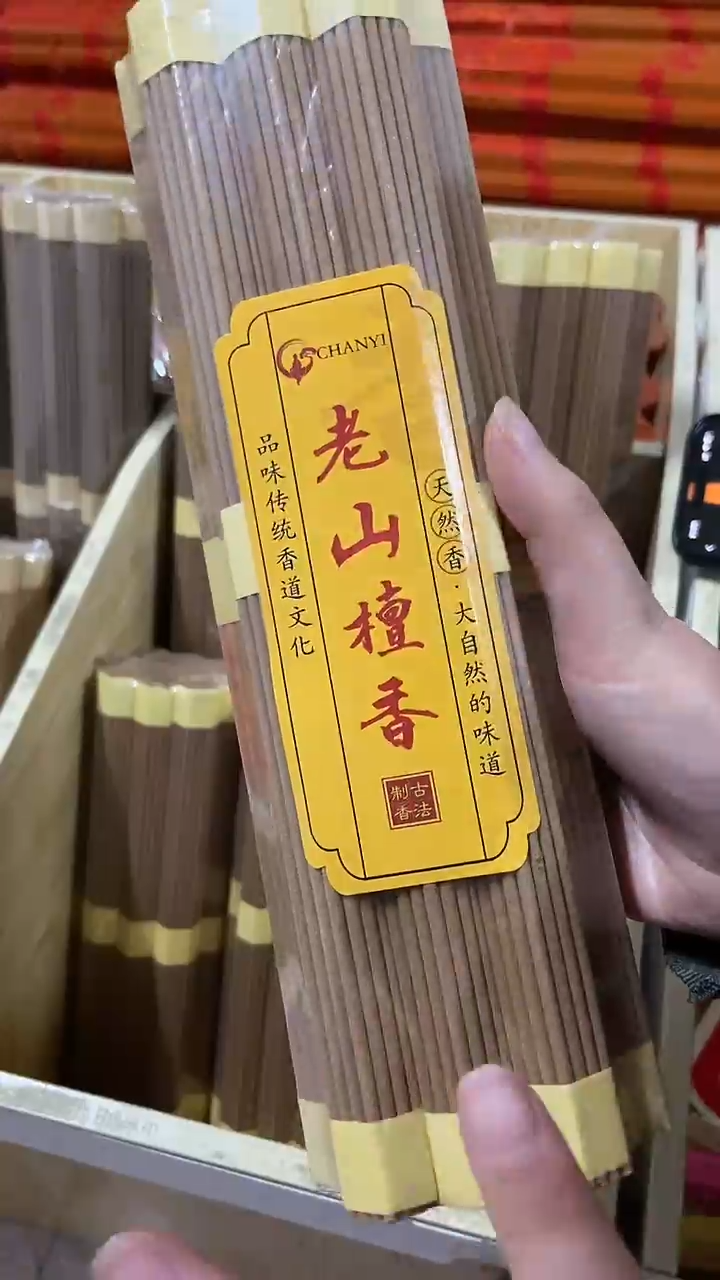 CHANYI
天然香·大自然的味道
老山檀香
品味传统香道文化
古法
制香